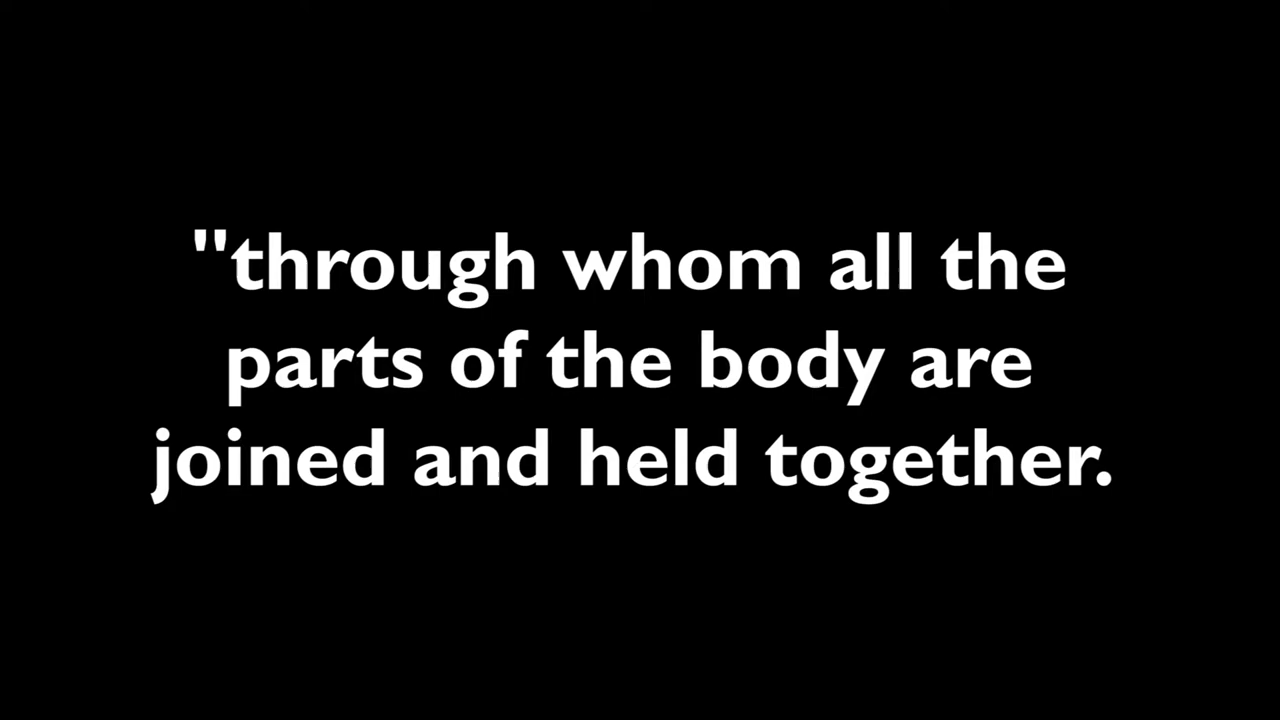 "through whom all the
parts of the body are
joined and held together.